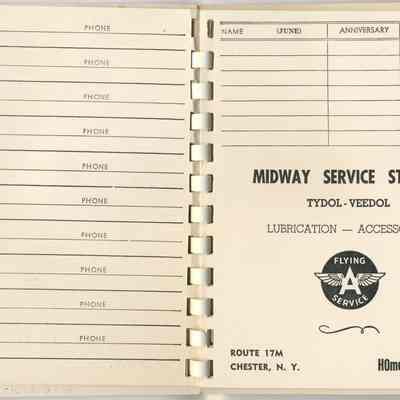 PHONE
PHONE
PHONE
PHONE
PHONE
PHONE
PHONE
PHONE
PHONE
PHONE
NAME (JUNE) ANNIVERSARY
MIDWAY SERVICE ST
TYDOL - VEEDOL
LUBRICATION — ACCESSO
FLYING
A
SERVICE
ROUTE 17M
CHESTER, N. Y.
HOme